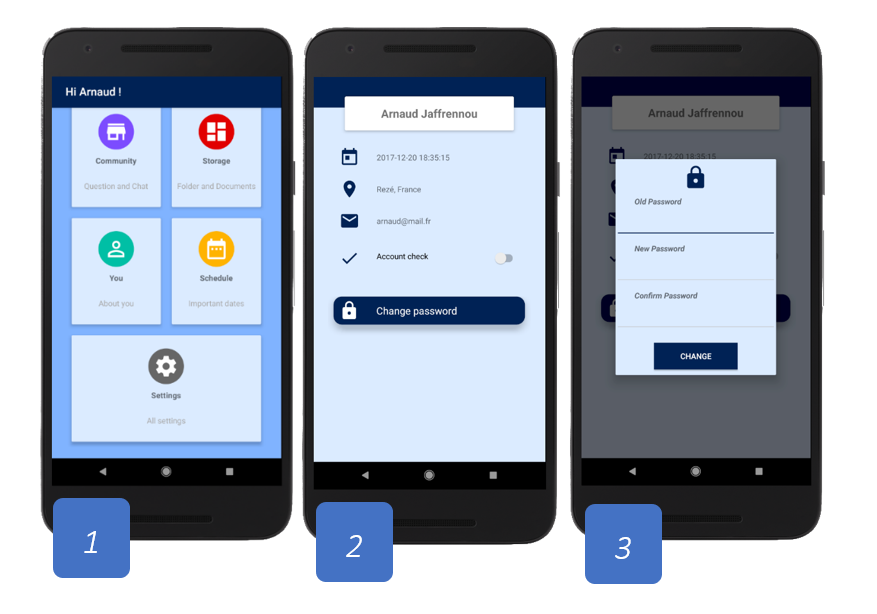 Hi Arnaud !
Community
Storage
Question and Chat
Folder and Documents
You
Schedule
About you
Important dates
Settings
All settings
1
Arnaud Jaffrennou
2017-12-20 18:35:15
Rezé, France
arnaud@mail.fr
Account check
Change password
2
Arnaud Jaffrennou
2017-12-20 18:35:15
Old Password
New Password
Confirm Password
CHANGE
3